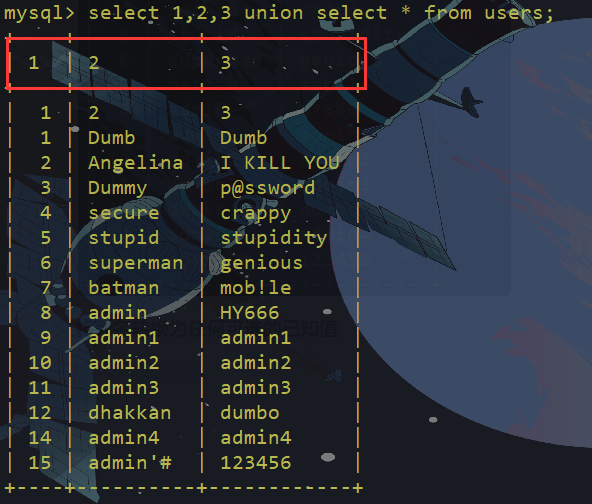 mysql> select 1,2,3 union select * from users;
+----+----------+------------+
| 1 | 2 | 3 |
+----+----------+------------+
| 1 | 2 | 3 |
| 1 | Dumb | Dumb |
| 2 | Angelina | I KILL YOU |
| 3 | Dummy | p@ssword |
| 4 | secure | crappy |
| 5 | stupid | stupidity |
| 6 | superman | genious |
| 7 | batman | mob!le |
| 8 | admin | HY666 |
| 9 | admin1 | admin1 |
| 10 | admin2 | admin2 |
| 11 | admin3 | admin3 |
| 12 | dhakkan | dumbo |
| 14 | admin4 | admin4 |
| 15 | admin'# | 123456 |
+----+----------+------------+